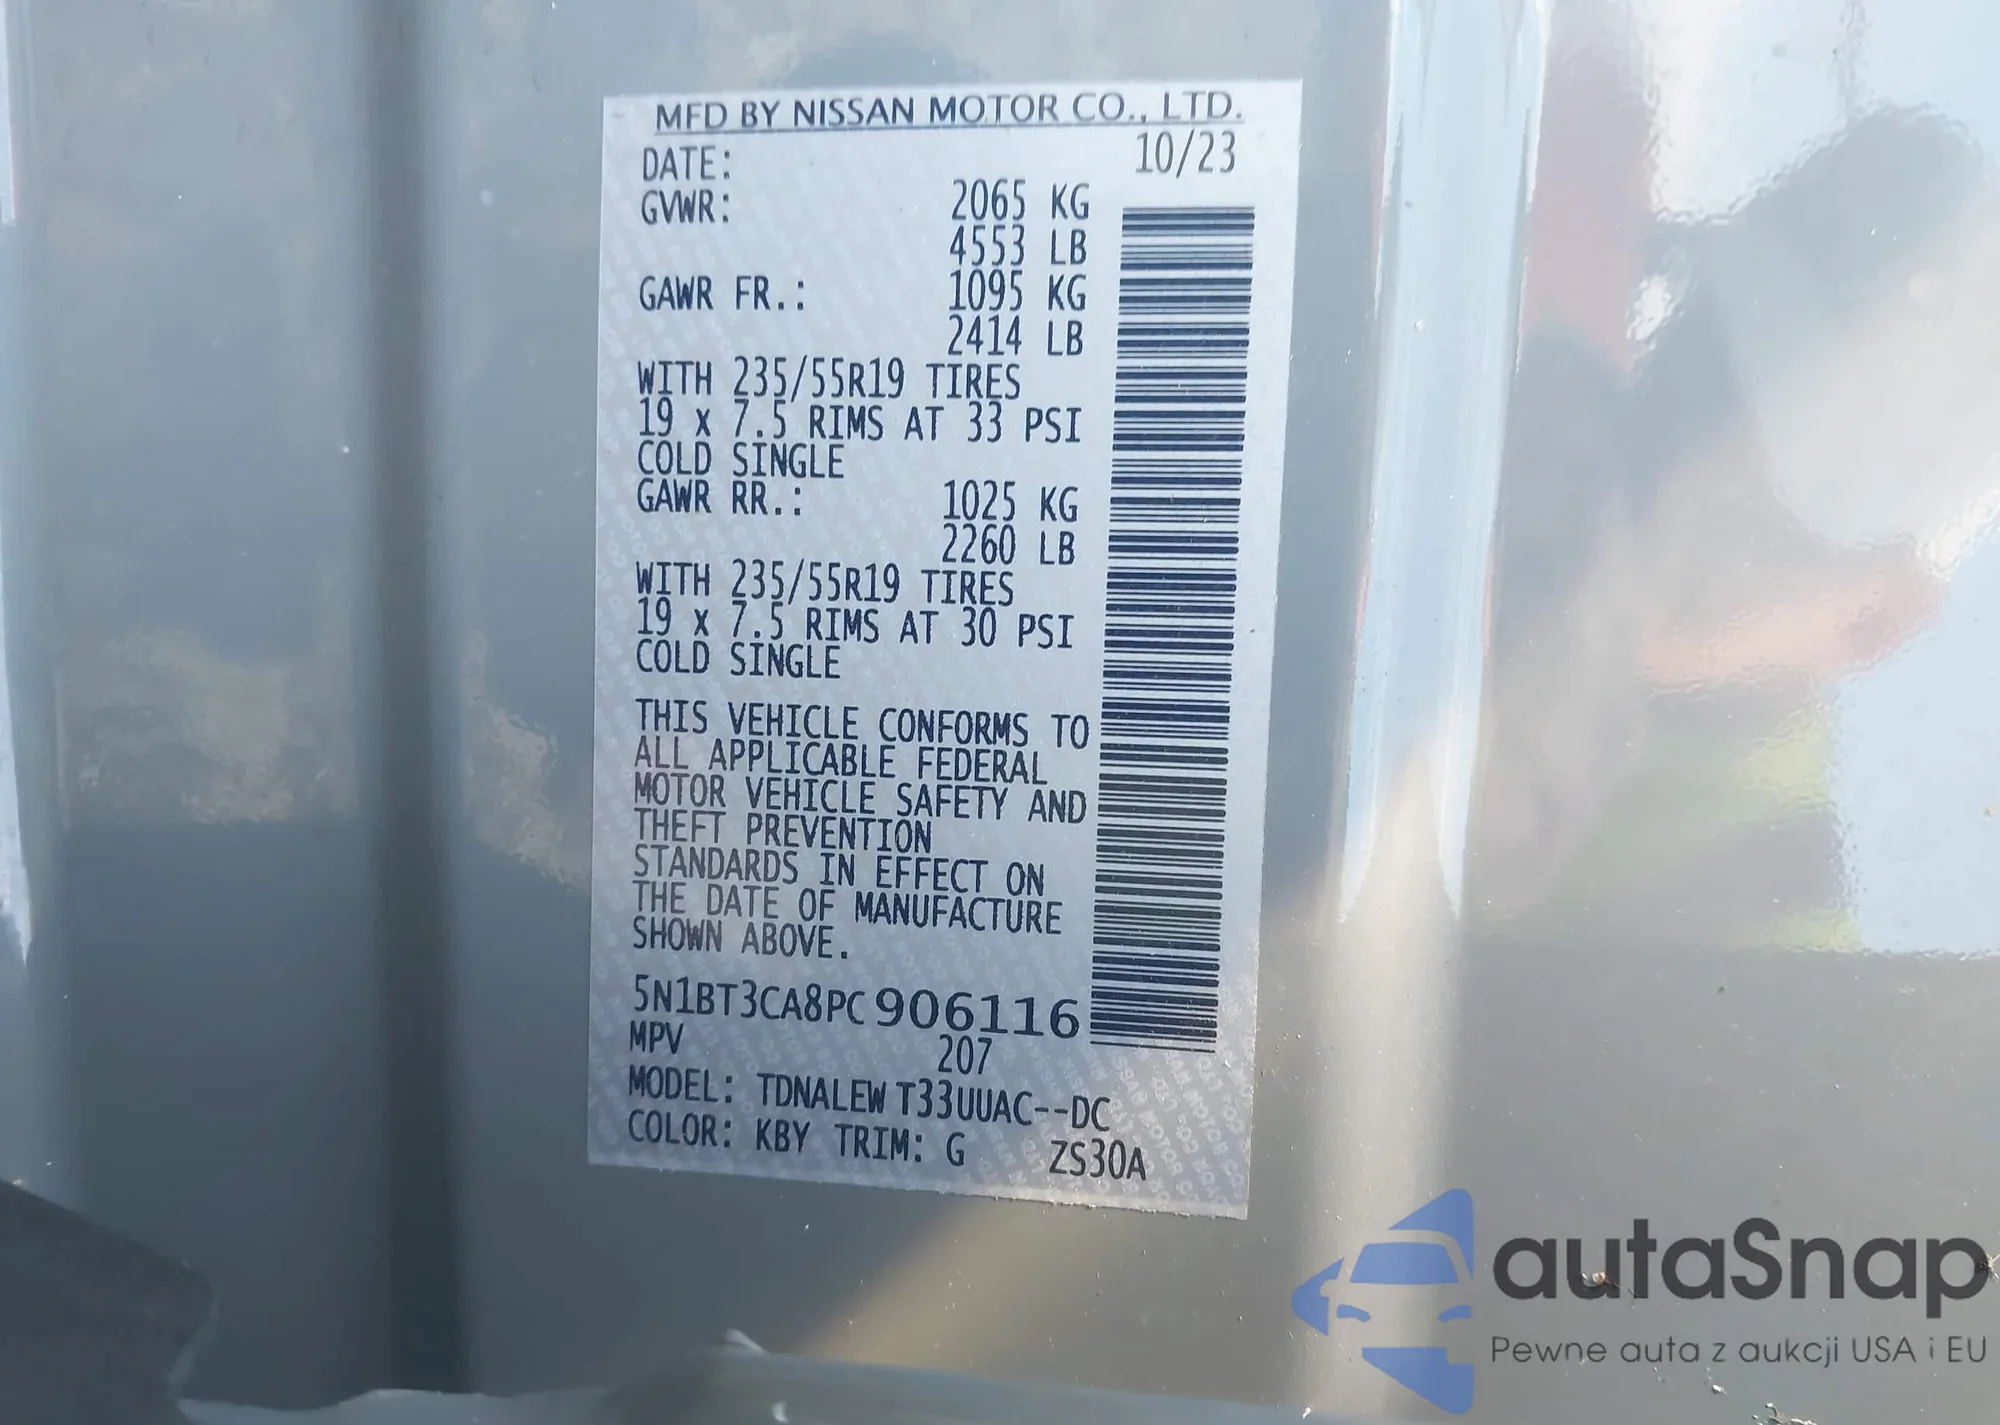 MFD BY NISSAN MOTOR CO., LTD.
DATE: 10/23
GVWR: 2065 KG
4553 LB
GAWR FR.: 1095 KG
2414 LB
WITH 235/55R19 TIRES
19 x 7.5 RIMS AT 33 PSI
COLD SINGLE
GAWR RR.: 1025 KG
2260 LB
WITH 235/55R19 TIRES
19 x 7.5 RIMS AT 30 PSI
COLD SINGLE
THIS VEHICLE CONFORMS TO
ALL APPLICABLE FEDERAL
MOTOR VEHICLE SAFETY AND
THEFT PREVENTION
STANDARDS IN EFFECT ON
THE DATE OF MANUFACTURE
SHOWN ABOVE.
5N1BT3CA8PC906116
MPV 207
MODEL: TDNALEW T33UUAC--DC
COLOR: KBY TRIM: G ZS30A
autaSnap
Pewne auta z aukcji USA i EU